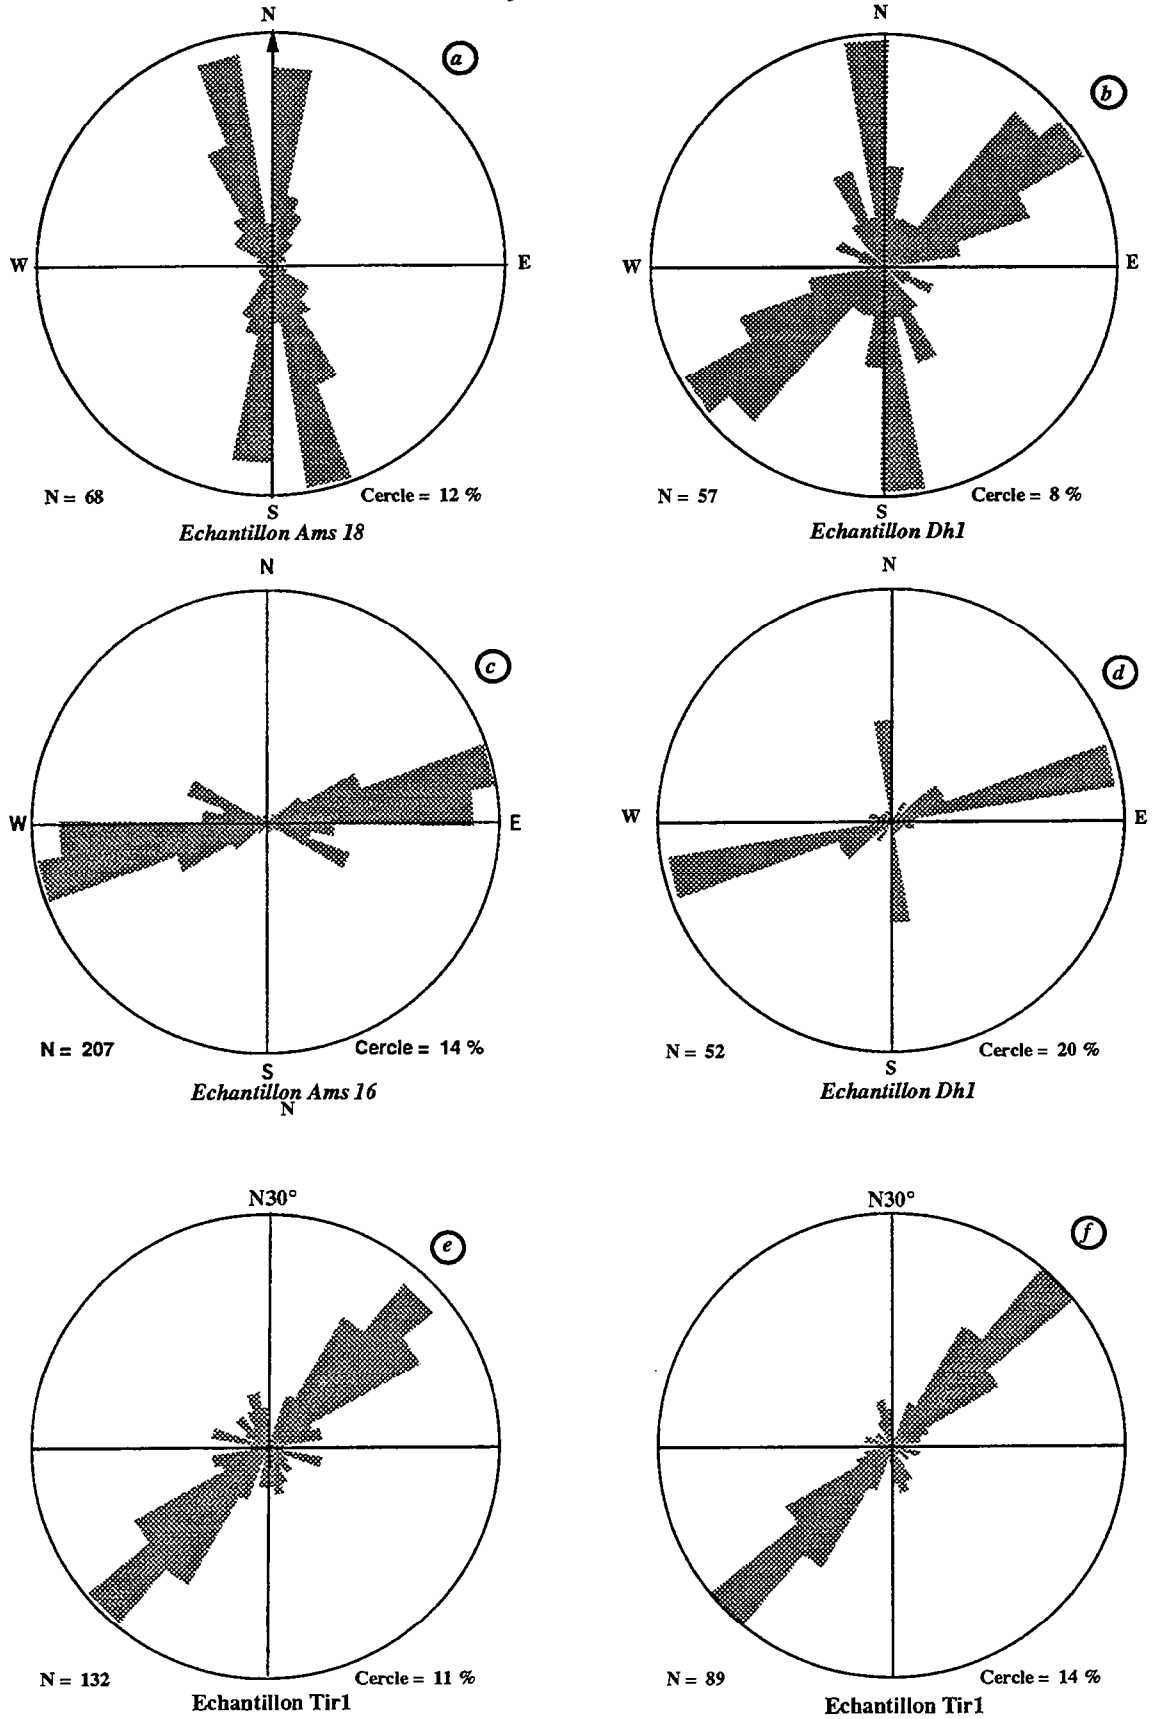 N
a
W
E
N = 68
Cercle = 12 %
S
Echantillon Ams 18
N
b
W
E
N = 57
Cercle = 8 %
S
Echantillon Dh1
N
c
W
E
N = 207
Cercle = 14 %
S
Echantillon Ams 16
N
N
d
W
E
N = 52
Cercle = 20 %
S
Echantillon Dh1
N30°
e
N = 132
Cercle = 11 %
Echantillon Tir1
N30°
f
N = 89
Cercle = 14 %
Echantillon Tir1